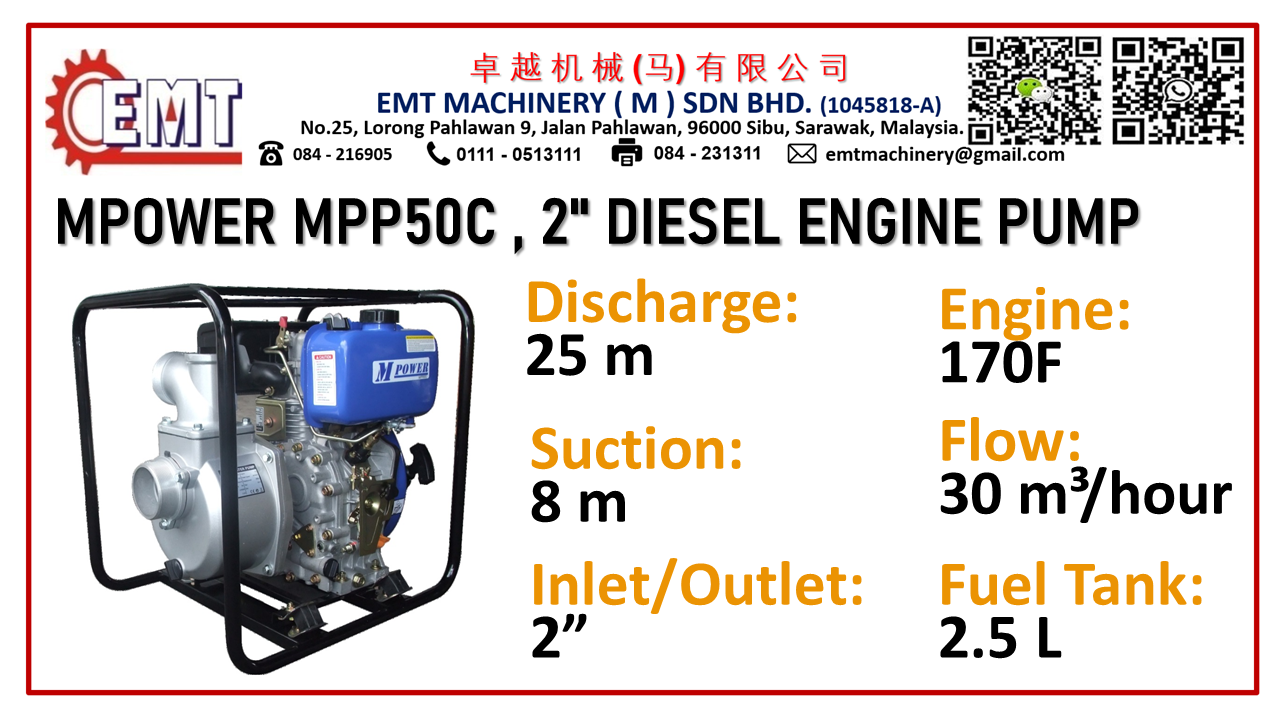 EMT
卓越机械(马)有限公司
EMT MACHINERY ( M ) SDN BHD. (1045818-A)
No.25, Lorong Pahlawan 9, Jalan Pahlawan, 96000 Sibu, Sarawak, Malaysia.
084 - 216905 0111 - 0513111 084 - 231311 emtmachinery@gmail.com
MPOWER MPP50C , 2" DIESEL ENGINE PUMP
M POWER
Discharge:
25 m
Engine:
170F
Suction:
8 m
Flow:
30 m³/hour
Inlet/Outlet:
2”
Fuel Tank:
2.5 L